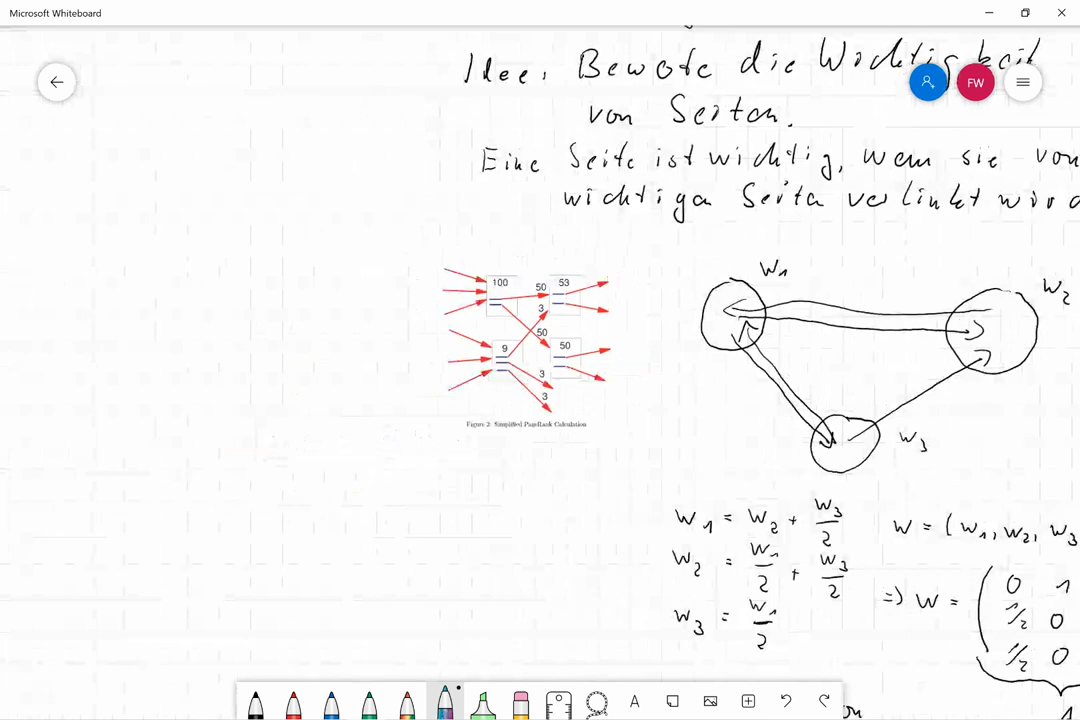 Microsoft Whiteboard
Idee: Bewerte die Wichtigkeit
von Seiten.
FW
Eine Seite ist wichtig, wenn sie von
wichtigen Seiten verlinkt wird
100
50
53
3
50
9
50
3
3
Figure 2: Simplified PageRank Calculation
w1
w2
w3
w1 = w2 + w3/2
w = (w1, w2, w3
w2 = w1/2 + w3/2
w3 = w1/2
=> w = ( 0 1
1/2 0
1/2 0
A